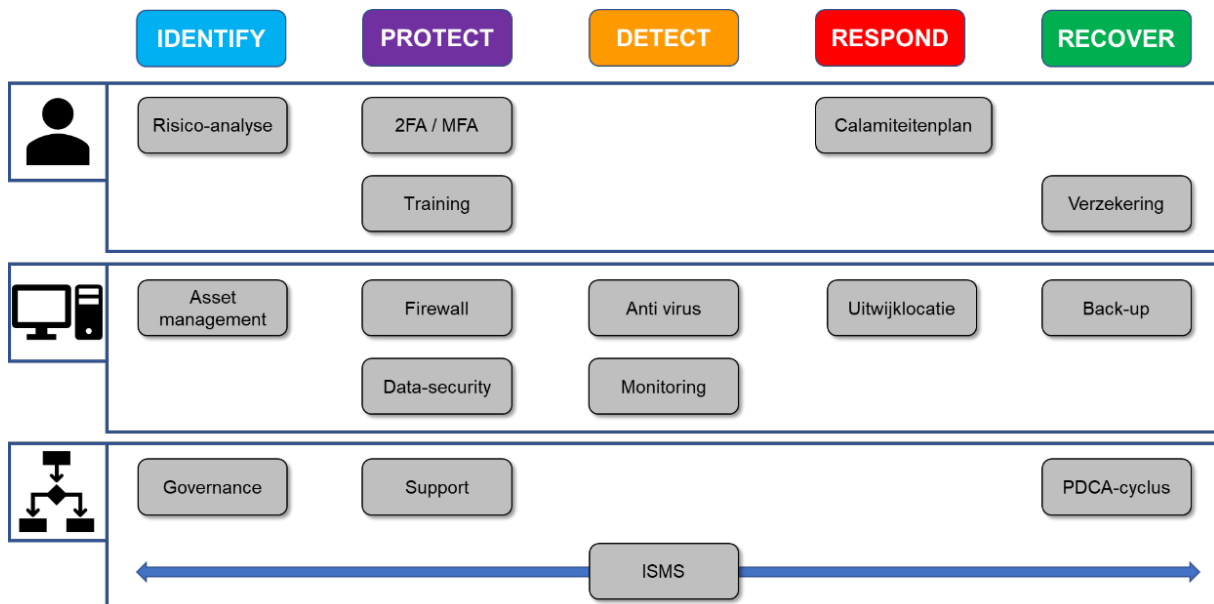 IDENTIFY
PROTECT
DETECT
RESPOND
RECOVER
Risico-analyse
2FA / MFA
Calamiteitenplan
Training
Verzekering
Asset
management
Firewall
Anti virus
Uitwijklocatie
Back-up
Data-security
Monitoring
Governance
Support
PDCA-cyclus
ISMS